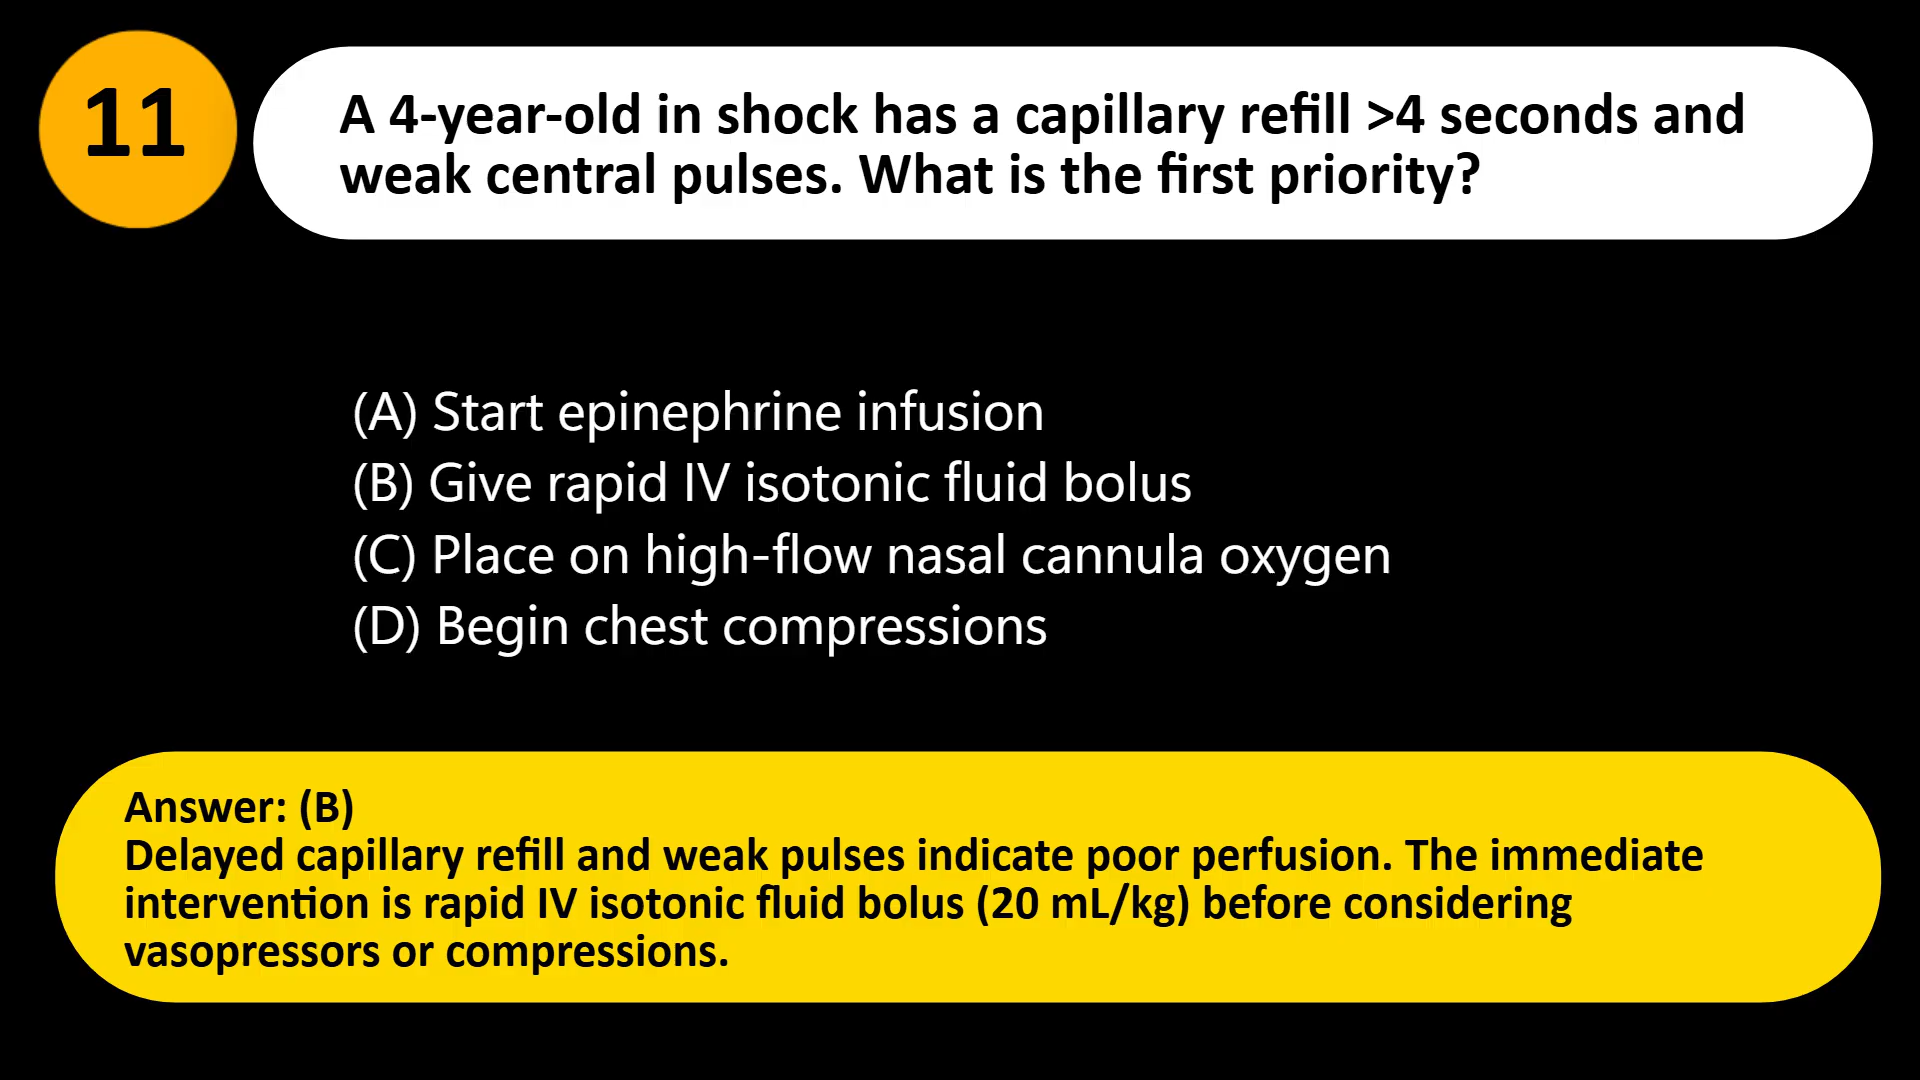 11
A 4-year-old in shock has a capillary refill >4 seconds and
weak central pulses. What is the first priority?
(A) Start epinephrine infusion
(B) Give rapid IV isotonic fluid bolus
(C) Place on high-flow nasal cannula oxygen
(D) Begin chest compressions
Answer: (B)
Delayed capillary refill and weak pulses indicate poor perfusion. The immediate
intervention is rapid IV isotonic fluid bolus (20 mL/kg) before considering
vasopressors or compressions.